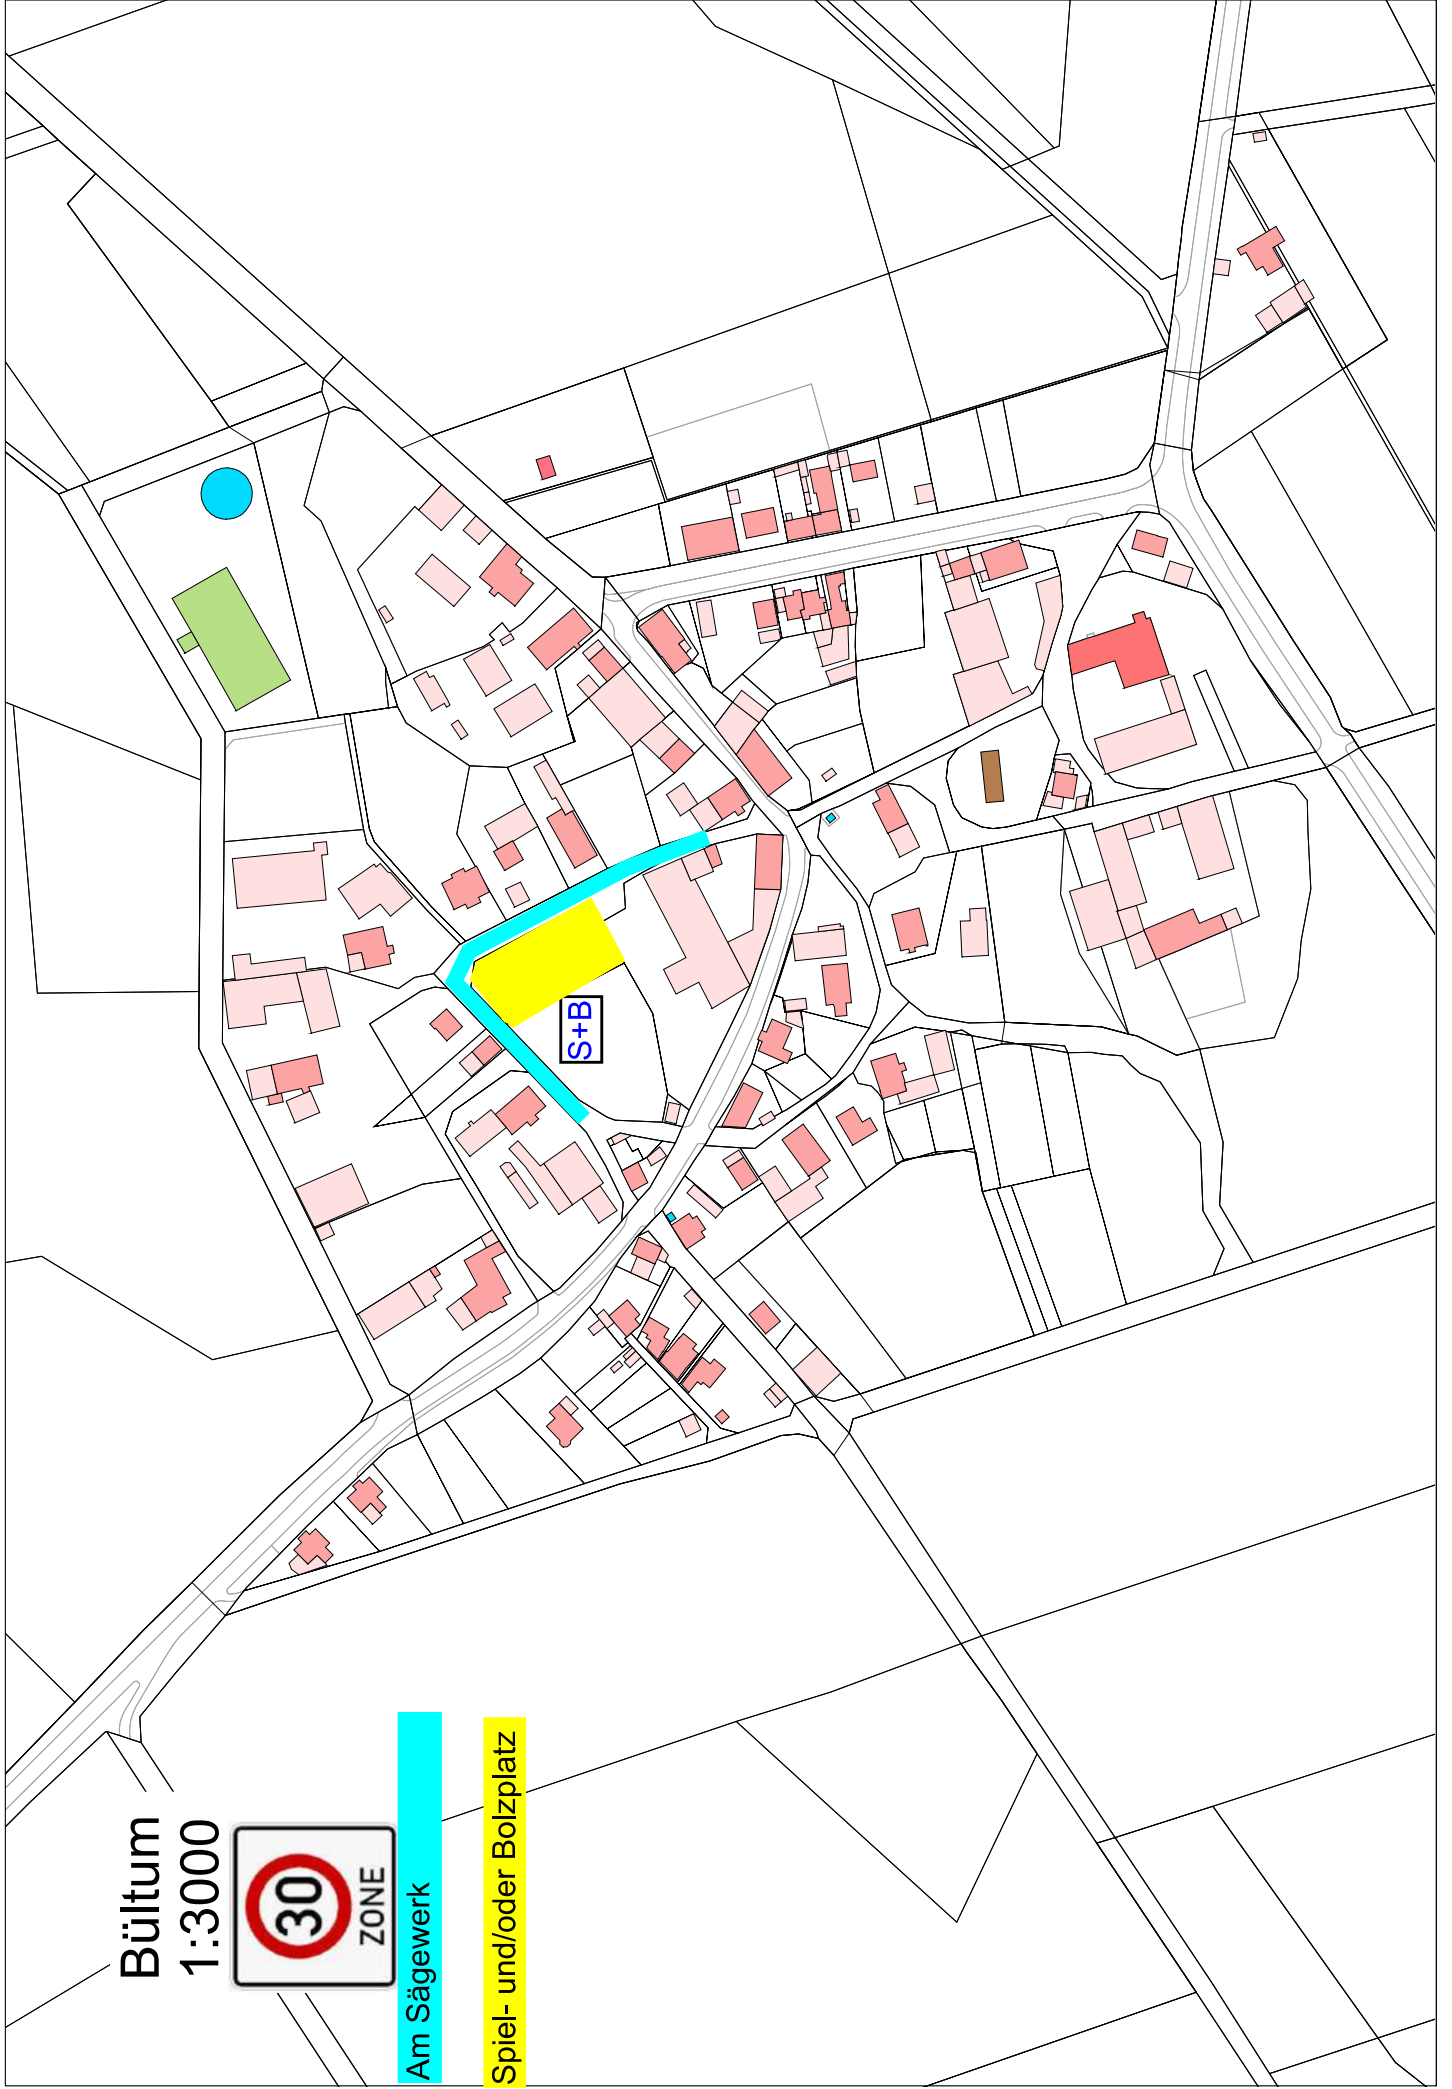 Bültum
1:3000
30
ZONE
Am Sägewerk
Spiel- und/oder Bolzplatz
S+B